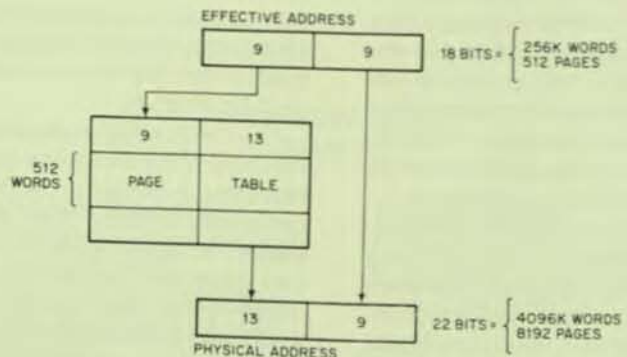 EFFECTIVE ADDRESS
9 9
18 BITS = 256K WORDS
512 PAGES
9 13
512
WORDS
PAGE TABLE
13 9
22 BITS = 4096K WORDS
8192 PAGES
PHYSICAL ADDRESS